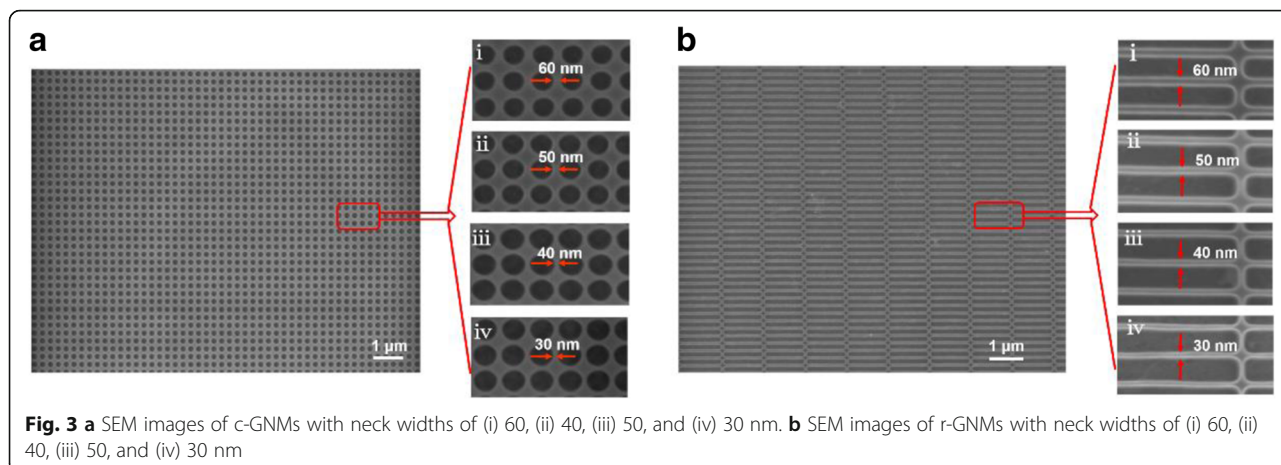 a
b
i
60 nm
ii
50 nm
iii
40 nm
iv
30 nm
1 µm
i
60 nm
ii
50 nm
iii
40 nm
iv
30 nm
1 µm
Fig. 3 a SEM images of c-GNMs with neck widths of (i) 60, (ii) 40, (iii) 50, and (iv) 30 nm. b SEM images of r-GNMs with neck widths of (i) 60, (ii)
40, (iii) 50, and (iv) 30 nm